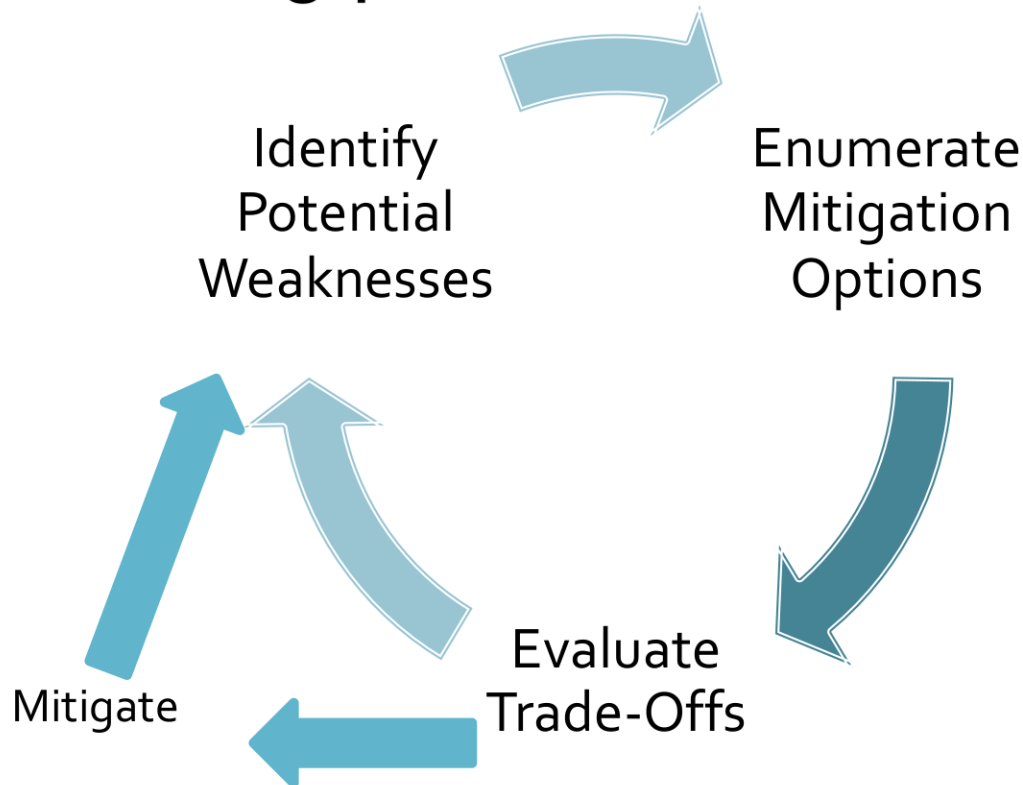 Identify
Potential
Weaknesses
Enumerate
Mitigation
Options
Evaluate
Trade-Offs
Mitigate